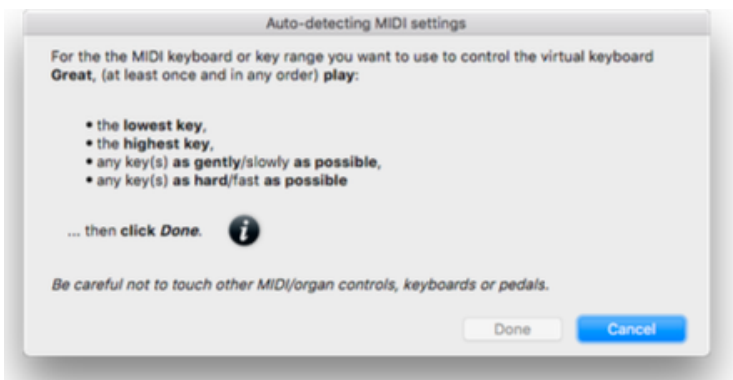 Auto-detecting MIDI settings
For the the MIDI keyboard or key range you want to use to control the virtual keyboard
Great, (at least once and in any order) play:
• the lowest key,
• the highest key,
• any key(s) as gently/slowly as possible,
• any key(s) as hard/fast as possible
... then click Done.
Be careful not to touch other MIDI/organ controls, keyboards or pedals.
Done Cancel